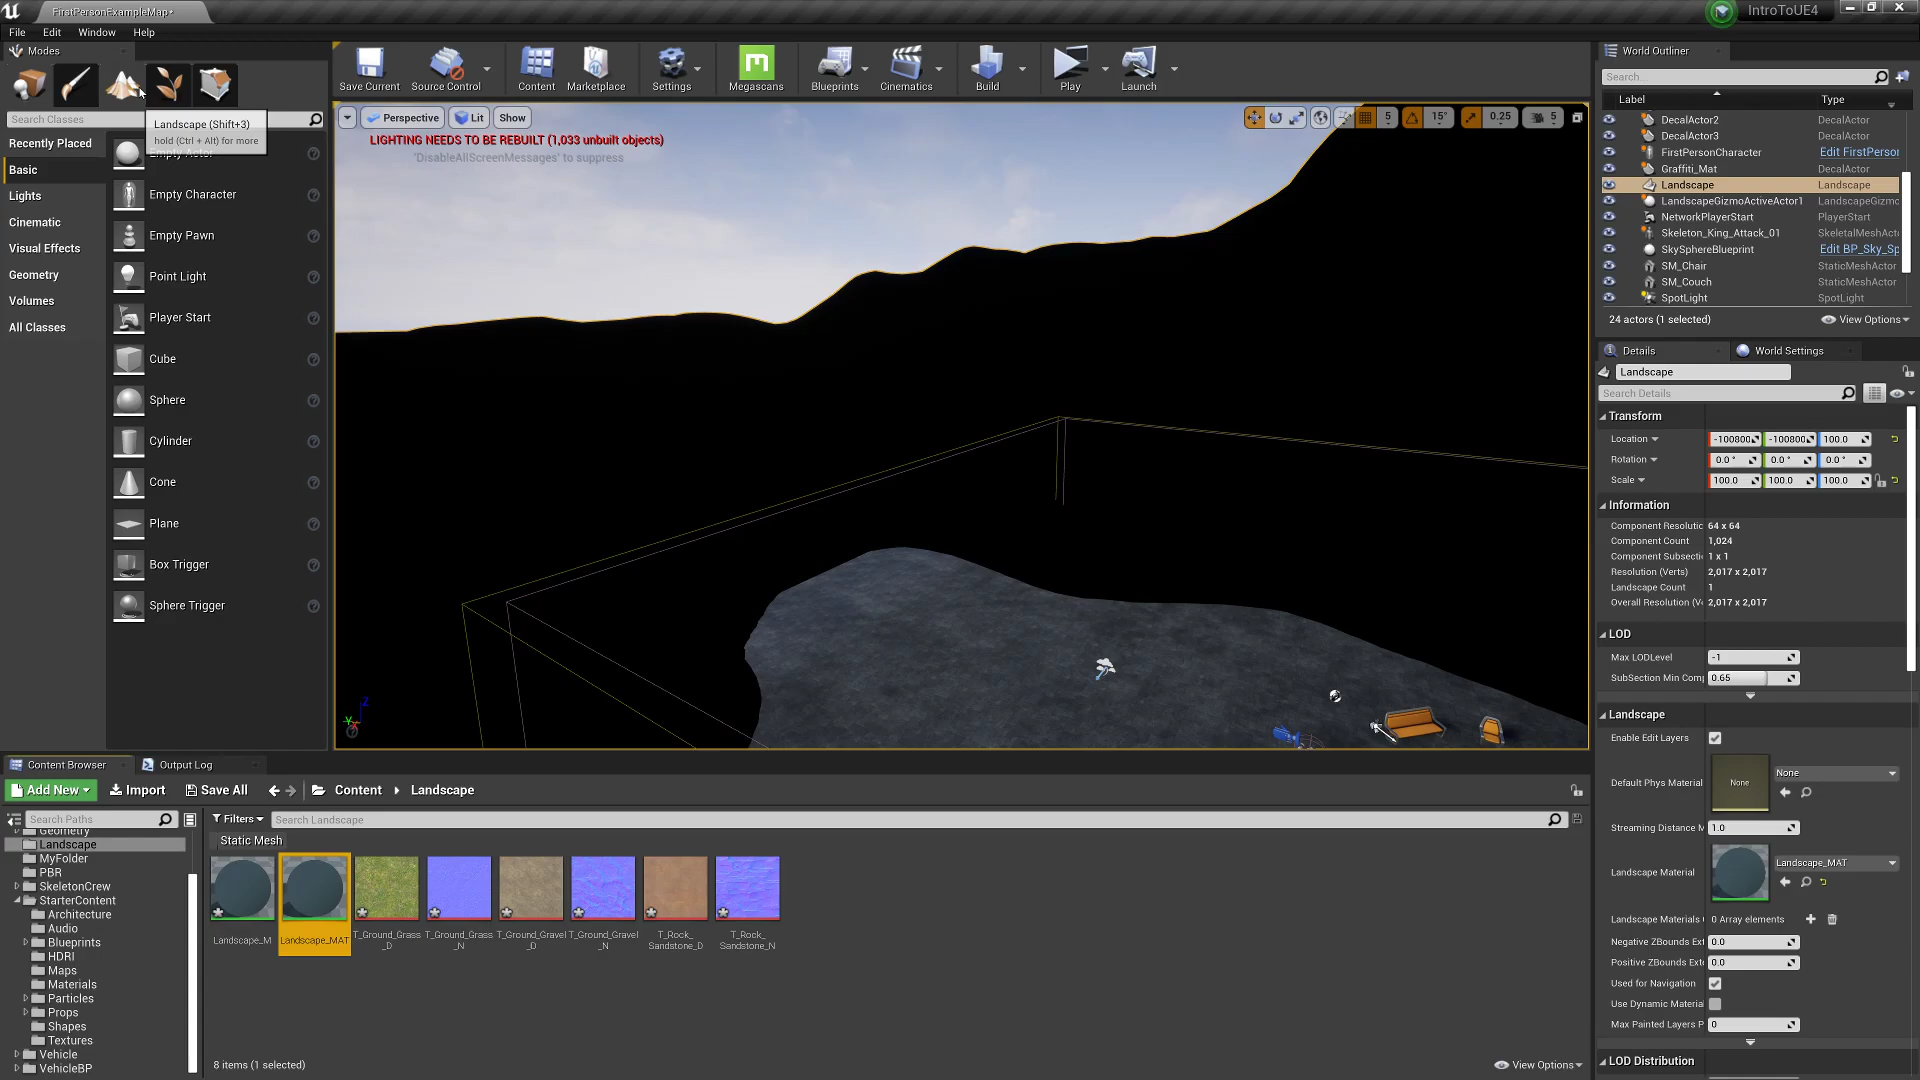 FirstPersonExampleMap*
IntroToUE4
File Edit Window Help
Modes
Search Classes
Landscape (Shift+3)
hold (Ctrl + Alt) for more
Recently Placed
Basic
Lights
Cinematic
Visual Effects
Geometry
Volumes
All Classes
Empty Character
Empty Pawn
Point Light
Player Start
Cube
Sphere
Cylinder
Cone
Plane
Box Trigger
Sphere Trigger
Save Current Source Control Content Marketplace Settings Megascans Blueprints Cinematics Build Play Launch
Perspective Lit Show
5 15° 0.25 5
LIGHTING NEEDS TO BE REBUILT (1,033 unbuilt objects)
'DisableAllScreenMessages' to suppress
Z
Y
World Outliner
Search...
Label Type
DecalActor2 DecalActor
DecalActor3 DecalActor
FirstPersonCharacter Edit FirstPerson
Graffiti_Mat DecalActor
Landscape Landscape
LandscapeGizmoActiveActor1 LandscapeGizmo
NetworkPlayerStart PlayerStart
Skeleton_King_Attack_01 SkeletalMeshAct
SkySphereBlueprint Edit BP_Sky_Sp
SM_Chair StaticMeshActor
SM_Couch StaticMeshActor
SpotLight SpotLight
24 actors (1 selected) View Options
Details World Settings
Landscape
Search Details
Transform
Location -100800 -100800 100.0
Rotation 0.0 ° 0.0 ° 0.0 °
Scale 100.0 100.0 100.0
Information
Component Resolutic 64 x 64
Component Count 1,024
Component Subsecti 1 x 1
Resolution (Verts) 2,017 x 2,017
Landscape Count 1
Overall Resolution (Ve 2,017 x 2,017
LOD
Max LODLevel -1
SubSection Min Com 0.65
Landscape
Enable Edit Layers
Default Phys Material None None
Streaming Distance M 1.0
Landscape Material Landscape_MAT
Landscape Materials 0 Array elements
Negative ZBounds Ext 0.0
Positive ZBounds Exte 0.0
Used for Navigation
Use Dynamic Material
Max Painted Layers P 0
LOD Distribution
Content Browser Output Log
Add New Import Save All Content Landscape
Search Paths
Filters Search Landscape
Static Mesh
Geometry
Landscape
MyFolder
PBR
SkeletonCrew
StarterContent
Architecture
Audio
Blueprints
HDRI
Maps
Materials
Particles
Props
Shapes
Textures
Vehicle
VehicleBP
Landscape_M
Landscape_MAT
T_Ground_Grass_D
T_Ground_Grass_N
T_Ground_Gravel_D
T_Ground_Gravel_N
T_Rock_Sandstone_D
T_Rock_Sandstone_N
8 items (1 selected) View Options